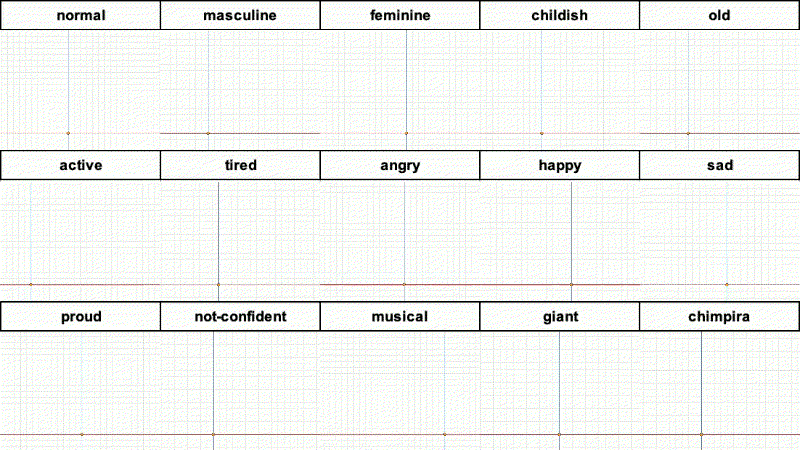 normal masculine feminine childish old
active tired angry happy sad
proud not-confident musical giant chimpira